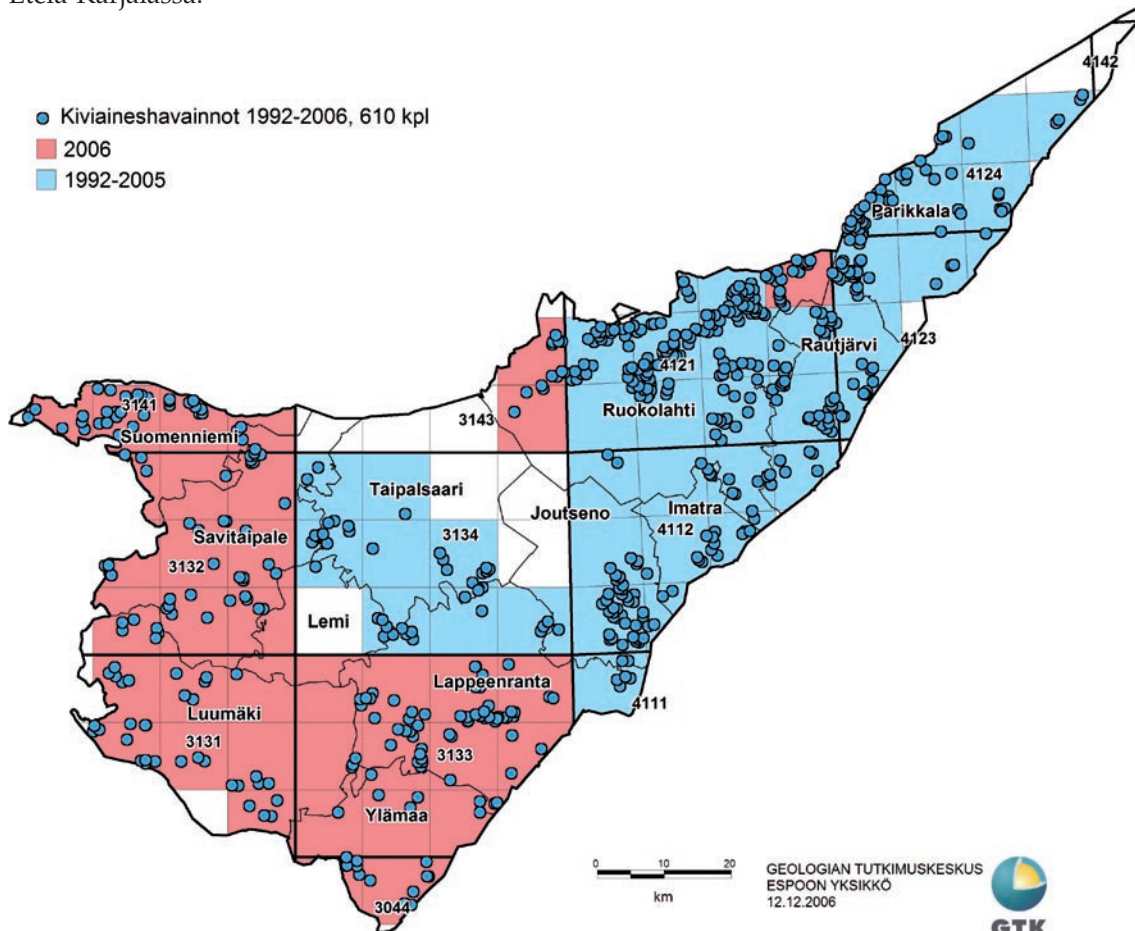 Etelä-Karjalassa.
Kiviaineshavainnot 1992-2006, 610 kpl
2006
1992-2005
4142
4124
Parikkala
Rautjärvi
4123
4121
Ruokolahti
3143
3141
Suomenniemi
Taipalsaari
Joutseno
Imatra
4112
Savitaipale
3134
3132
Lemi
Lappeenranta
4111
Luumäki
3131
3133
Ylämaa
3044
0 10 20
km
GEOLOGIAN TUTKIMUSKESKUS
ESPOON YKSIKKÖ
12.12.2006
GTK